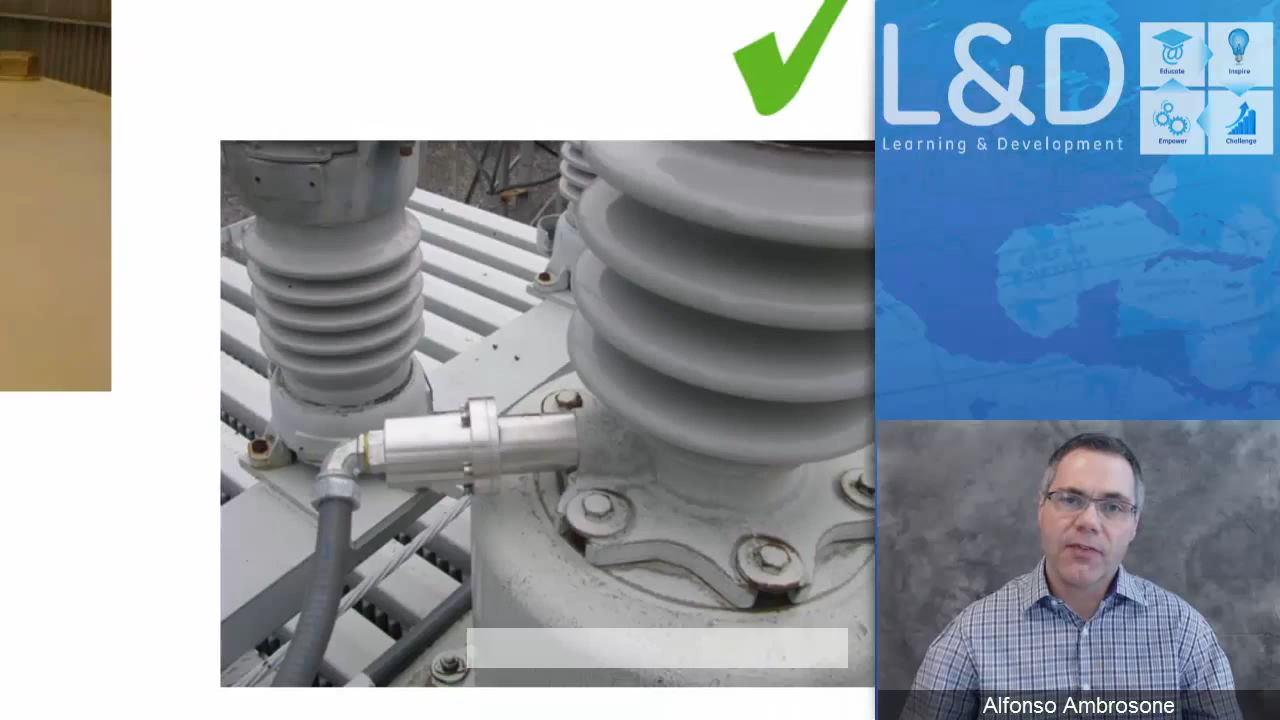 L&D
Learning & Development
Educate
Inspire
Empower
Challenge
Alfonso Ambrosone